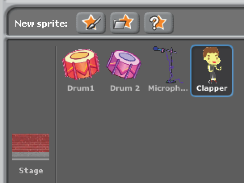 New sprite:
Drum1 Drum 2 Microph... Clapper
Stage